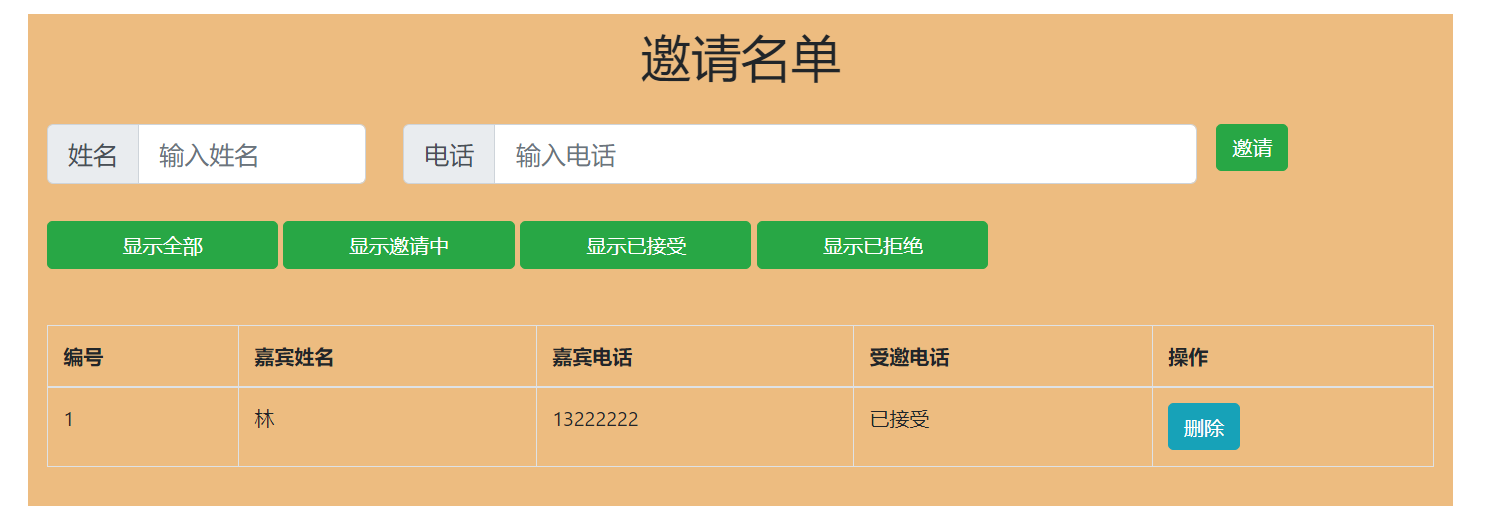 邀请名单
姓名 输入姓名 电话 输入电话 邀请
显示全部 显示邀请中 显示已接受 显示已拒绝
编号 嘉宾姓名 嘉宾电话 受邀电话 操作
1 林 13222222 已接受 删除